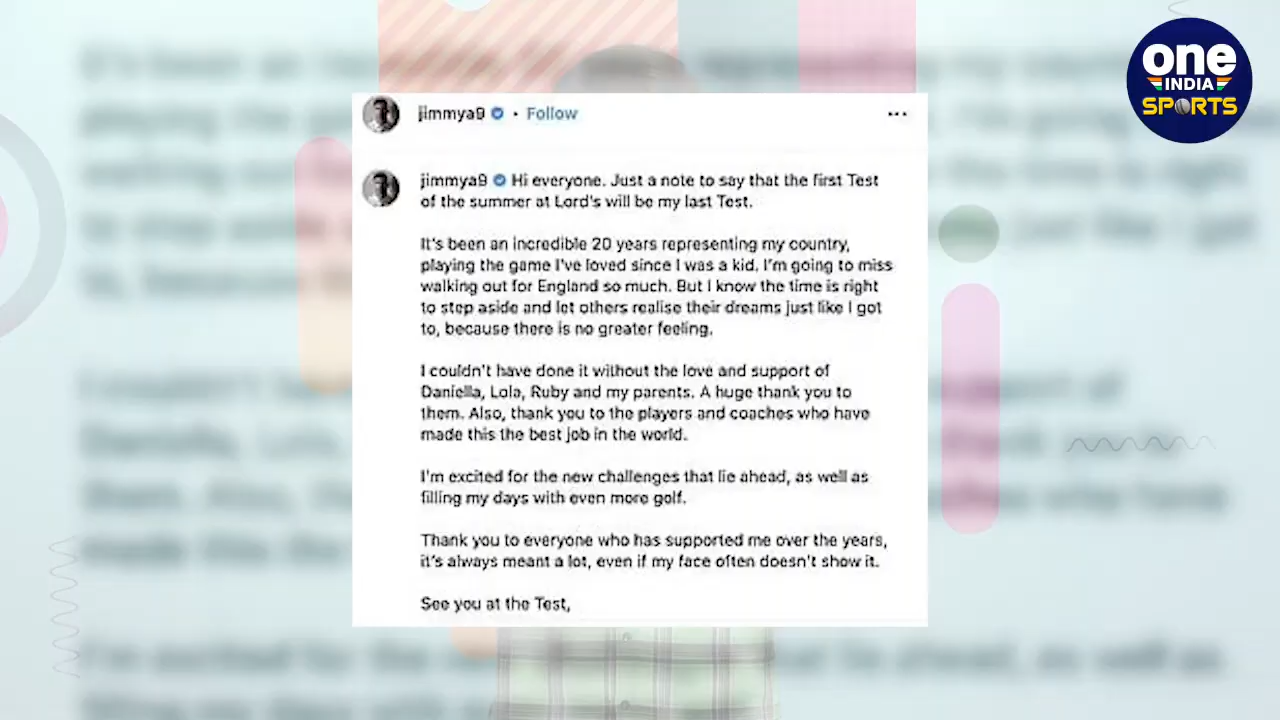 one
INDIA
SPORTS
jimmya9 • Follow
...
jimmya9 Hi everyone. Just a note to say that the first Test
of the summer at Lord's will be my last Test.
It's been an incredible 20 years representing my country,
playing the game I've loved since I was a kid. I'm going to miss
walking out for England so much. But I know the time is right
to step aside and let others realise their dreams just like I got
to, because there is no greater feeling.
I couldn't have done it without the love and support of
Daniella, Lola, Ruby and my parents. A huge thank you to
them. Also, thank you to the players and coaches who have
made this the best job in the world.
I'm excited for the new challenges that lie ahead, as well as
filling my days with even more golf.
Thank you to everyone who has supported me over the years,
it's always meant a lot, even if my face often doesn't show it.
See you at the Test,